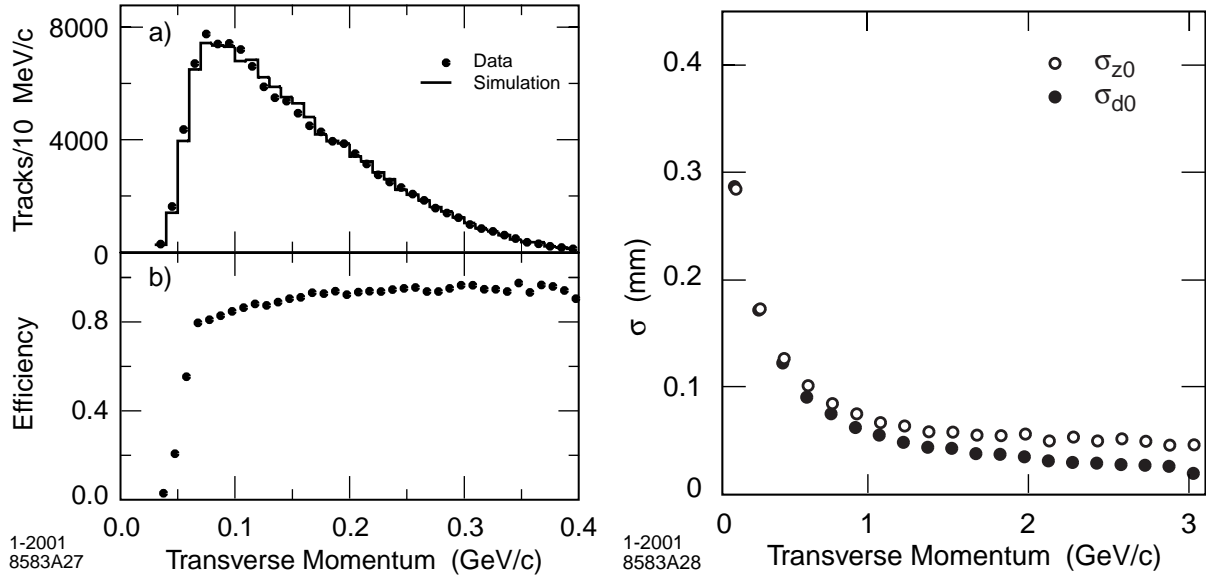 8000
a)
Data
Simulation
4000
0
Tracks/10 MeV/c
b)
0.8
0.4
0.0
Efficiency
0.0 0.1 0.2 0.3 0.4
1-2001
8583A27
Transverse Momentum (GeV/c)
0.4
σz0
σd0
0.3
0.2
0.1
0
σ (mm)
0 1 2 3
1-2001
8583A28
Transverse Momentum (GeV/c)